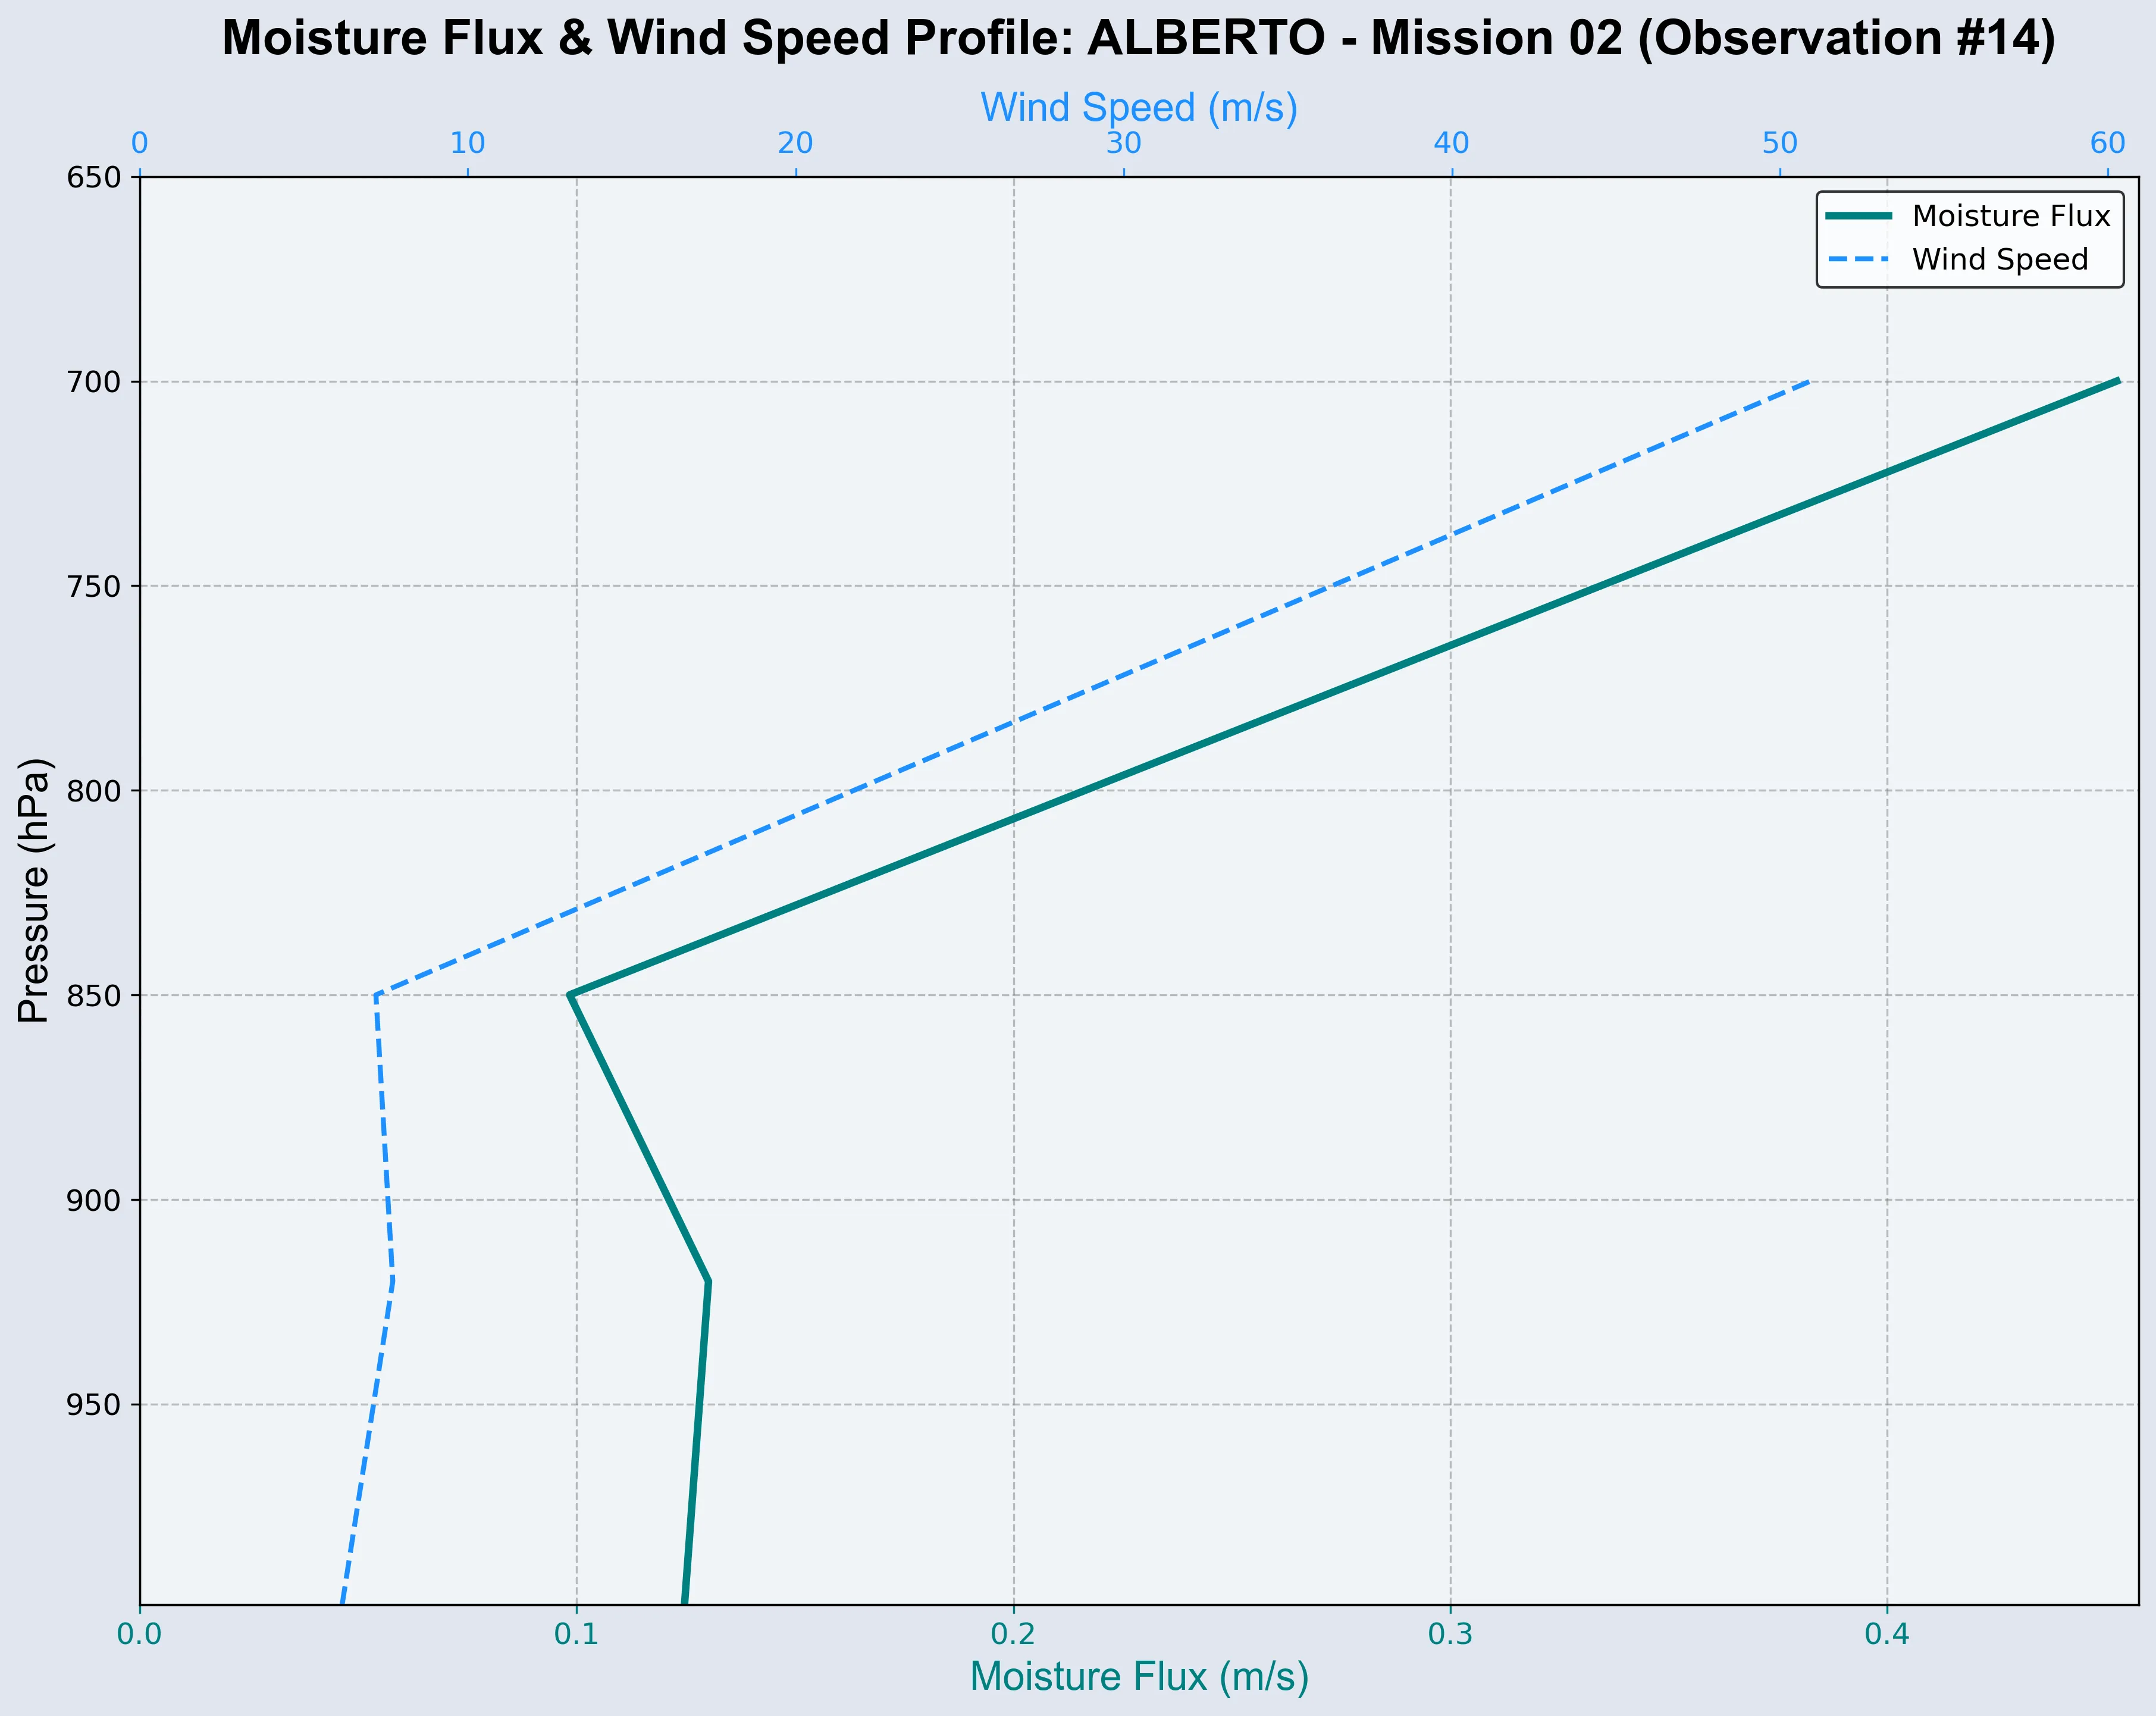 Moisture Flux & Wind Speed Profile: ALBERTO - Mission 02 (Observation #14)
Wind Speed (m/s)
0 10 20 30 40 50 60
Moisture Flux
Wind Speed
Pressure (hPa)
650
700
750
800
850
900
950
0.0 0.1 0.2 0.3 0.4
Moisture Flux (m/s)